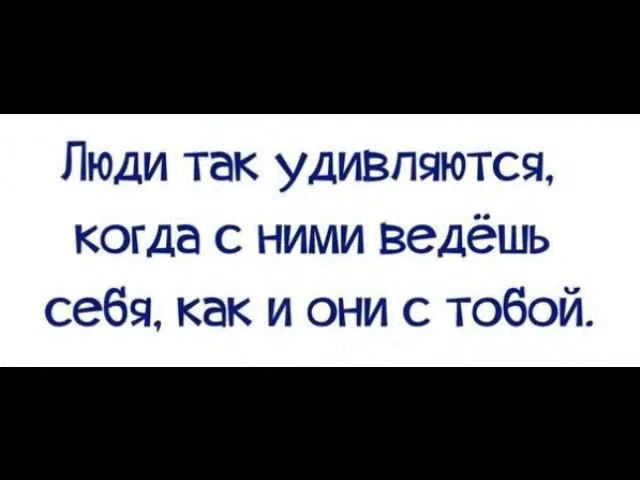 Люди так удивляются,
когда с ними ведёшь
себя, как и они с тобой.